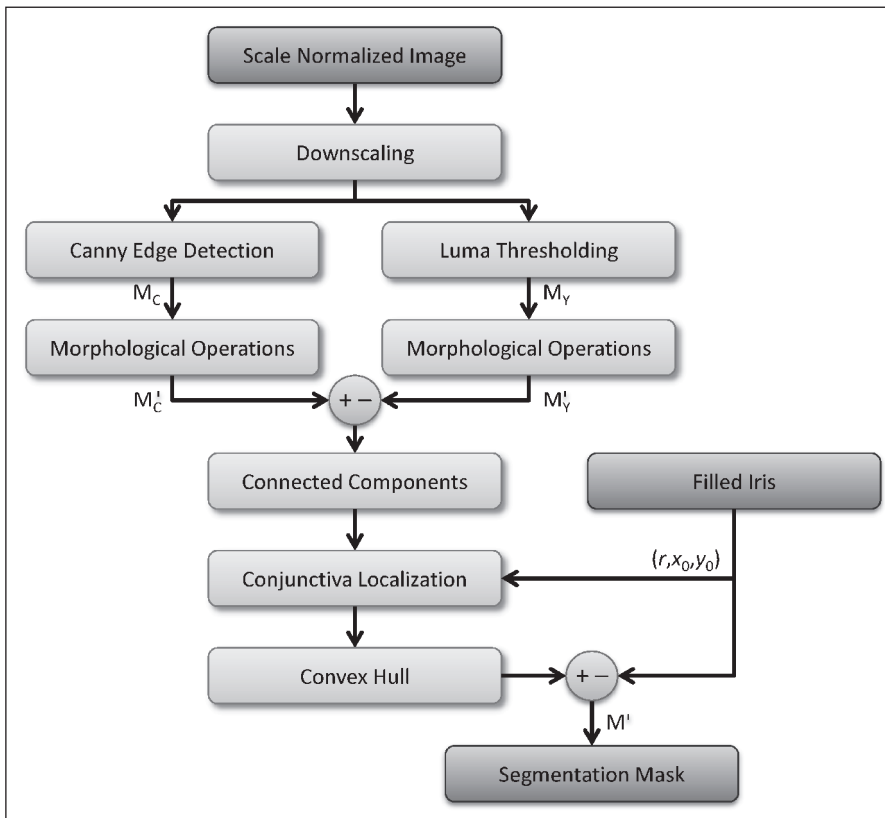 Scale Normalized Image
Downscaling
Canny Edge Detection
Luma Thresholding
M_C
M_Y
Morphological Operations
Morphological Operations
M'_C
+ −
M'_Y
Connected Components
Filled Iris
Conjunctiva Localization
(r,x_0,y_0)
Convex Hull
+ −
M'
Segmentation Mask